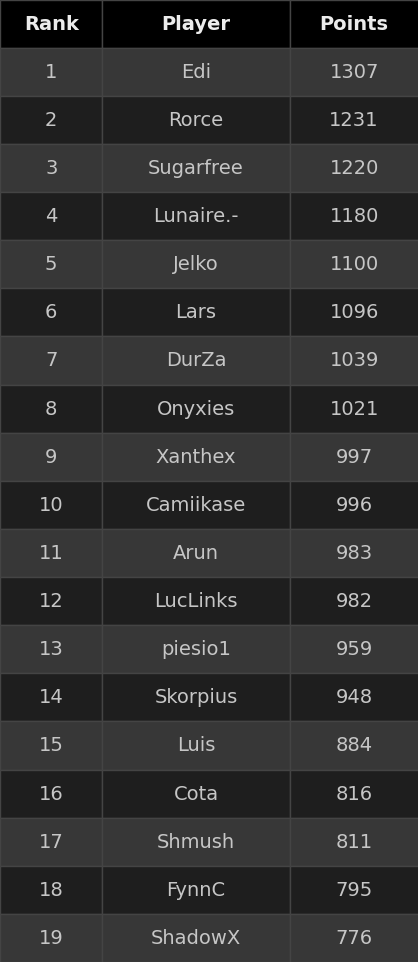 Rank Player Points
1 Edi 1307
2 Rorce 1231
3 Sugarfree 1220
4 Lunaire.- 1180
5 Jelko 1100
6 Lars 1096
7 DurZa 1039
8 Onyxies 1021
9 Xanthex 997
10 Camiikase 996
11 Arun 983
12 LucLinks 982
13 piesio1 959
14 Skorpius 948
15 Luis 884
16 Cota 816
17 Shmush 811
18 FynnC 795
19 ShadowX 776